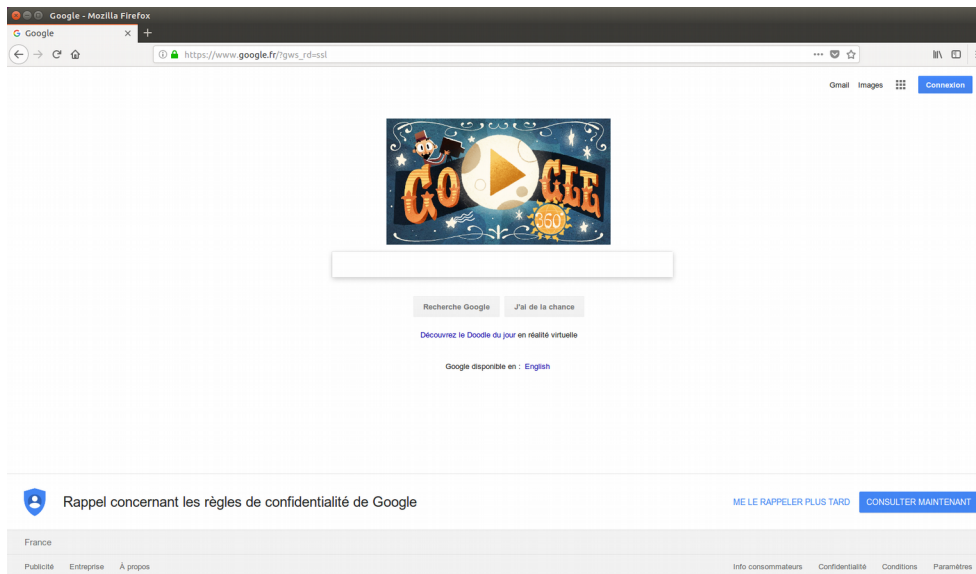 Google - Mozilla Firefox
G Google
https://www.google.fr/?gws_rd=ssl
Gmail Images Connexion
GOOGLE
360°
Recherche Google J'ai de la chance
Découvrez le Doodle du jour en réalité virtuelle
Google disponible en : English
Rappel concernant les règles de confidentialité de Google ME LE RAPPELER PLUS TARD CONSULTER MAINTENANT
France
Publicité Entreprise À propos Info consommateurs Confidentialité Conditions Paramètres